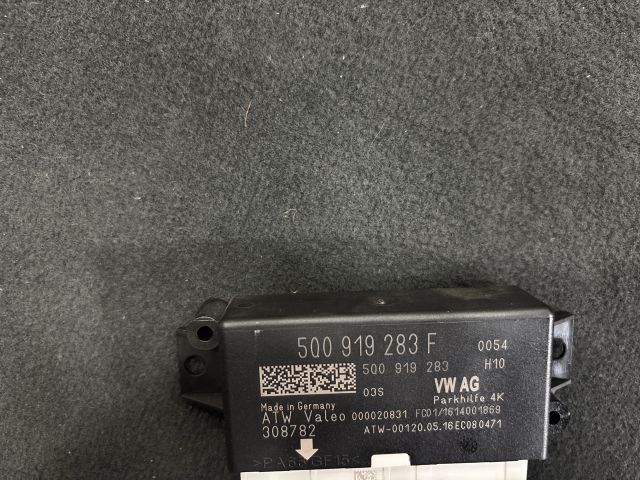 5Q0 919 283 F 0054
5Q0 919 283 H10
03S VW AG
Made in Germany Parkhilfe 4K
ATW Valeo 000020831 FC01/1614001869
308782 ATW-00120.05.16EC080471
>PA66GF15<